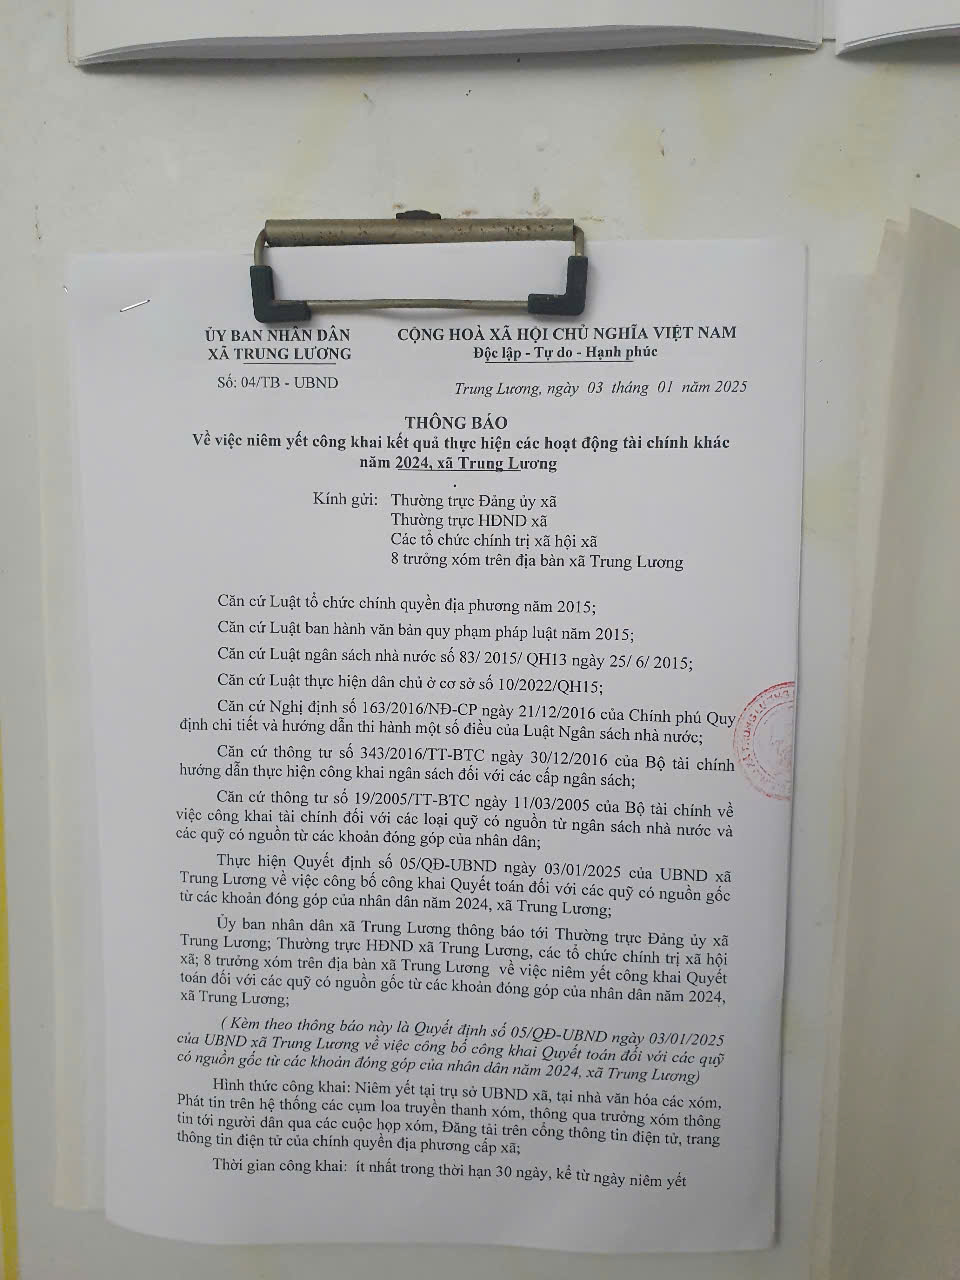 ỦY BAN NHÂN DÂN
XÃ TRUNG LƯƠNG
Số: 04/TB - UBND
CỘNG HOÀ XÃ HỘI CHỦ NGHĨA VIỆT NAM
Độc lập - Tự do - Hạnh phúc
Trung Lương, ngày 03 tháng 01 năm 2025
THÔNG BÁO
Về việc niêm yết công khai kết quả thực hiện các hoạt động tài chính khác
năm 2024, xã Trung Lương
Kính gửi: Thường trực Đảng ủy xã
Thường trực HĐND xã
Các tổ chức chính trị xã hội xã
8 trưởng xóm trên địa bàn xã Trung Lương
Căn cứ Luật tổ chức chính quyền địa phương năm 2015;
Căn cứ Luật ban hành văn bản quy phạm pháp luật năm 2015;
Căn cứ Luật ngân sách nhà nước số 83/ 2015/ QH13 ngày 25/ 6/ 2015;
Căn cứ Luật thực hiện dân chủ ở cơ sở số 10/2022/QH15;
Căn cứ Nghị định số 163/2016/NĐ-CP ngày 21/12/2016 của Chính phú Quy
định chi tiết và hướng dẫn thi hành một số điều của Luật Ngân sách nhà nước;
Căn cứ thông tư số 343/2016/TT-BTC ngày 30/12/2016 của Bộ tài chính
hướng dẫn thực hiện công khai ngân sách đối với các cấp ngân sách;
Căn cứ thông tư số 19/2005/TT-BTC ngày 11/03/2005 của Bộ tài chính về
việc công khai tài chính đối với các loại quỹ có nguồn từ ngân sách nhà nước và
các quỹ có nguồn từ các khoản đóng góp của nhân dân;
Thực hiện Quyết định số 05/QĐ-UBND ngày 03/01/2025 của UBND xã
Trung Lương về việc công bố công khai Quyết toán đối với các quỹ có nguồn gốc
từ các khoản đóng góp của nhân dân năm 2024, xã Trung Lương;
Ủy ban nhân dân xã Trung Lương thông báo tới Thường trực Đảng ủy xã
Trung Lương; Thường trực HĐND xã Trung Lương, các tổ chức chính trị xã hội
xã; 8 trưởng xóm trên địa bàn xã Trung Lương về việc niêm yết công khai Quyết
toán đối với các quỹ có nguồn gốc từ các khoản đóng góp của nhân dân năm 2024,
xã Trung Lương;
( Kèm theo thông báo này là Quyết định số 05/QĐ-UBND ngày 03/01/2025
của UBND xã Trung Lương về việc công bố công khai Quyết toán đối với các quỹ
có nguồn gốc từ các khoản đóng góp của nhân dân năm 2024, xã Trung Lương)
Hình thức công khai: Niêm yết tại trụ sở UBND xã, tại nhà văn hóa các xóm,
Phát tin trên hệ thống các cụm loa truyền thanh xóm, thông qua trưởng xóm thông
tin tới người dân qua các cuộc họp xóm, Đăng tải trên cổng thông tin điện tử, trang
thông tin điện tử của chính quyền địa phương cấp xã;
Thời gian công khai: ít nhất trong thời hạn 30 ngày, kể từ ngày niêm yết